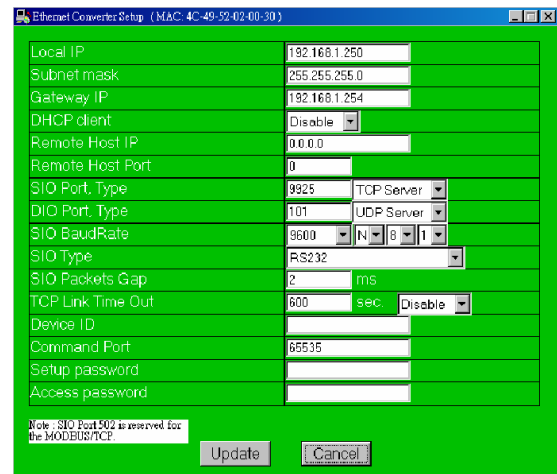 Ethernet Converter Setup (MAC: 4C-49-52-02-00-30)
Local IP 192.168.1.250
Subnet mask 255.255.255.0
Gateway IP 192.168.1.254
DHCP client Disable
Remote Host IP 0.0.0.0
Remote Host Port 0
SIO Port, Type 9925 TCP Server
DIO Port, Type 101 UDP Server
SIO BaudRate 9600 N 8 1
SIO Type RS232
SIO Packets Gap 2 ms
TCP Link Time Out 600 sec. Disable
Device ID
Command Port 65535
Setup password
Access password
Note : SIO Port 502 is reserved for
the MODBUS/TCP.
Update Cancel